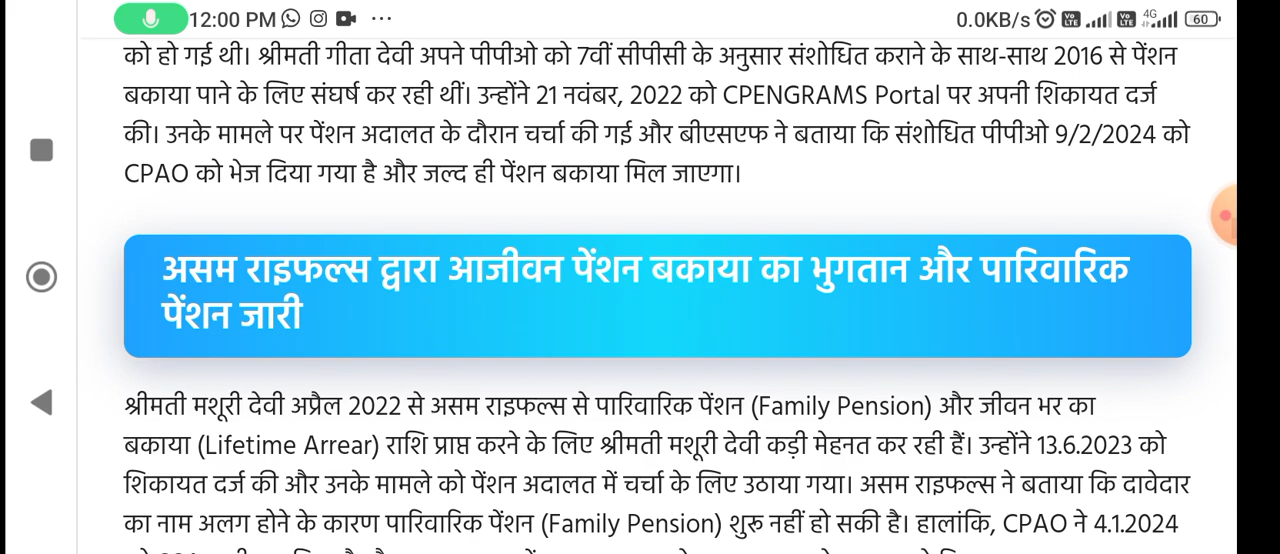 12:00 PM
0.0KB/s
4G
60
को हो गई थी। श्रीमती गीता देवी अपने पीपीओ को 7वीं सीपीसी के अनुसार संशोधित कराने के साथ-साथ 2016 से पेंशन
बकाया पाने के लिए संघर्ष कर रही थीं। उन्होंने 21 नवंबर, 2022 को CPENGRAMS Portal पर अपनी शिकायत दर्ज
की। उनके मामले पर पेंशन अदालत के दौरान चर्चा की गई और बीएसएफ ने बताया कि संशोधित पीपीओ 9/2/2024 को
CPAO को भेज दिया गया है और जल्द ही पेंशन बकाया मिल जाएगा।
असम राइफल्स द्वारा आजीवन पेंशन बकाया का भुगतान और पारिवारिक
पेंशन जारी
श्रीमती मशूरी देवी अप्रैल 2022 से असम राइफल्स से पारिवारिक पेंशन (Family Pension) और जीवन भर का
बकाया (Lifetime Arrear) राशि प्राप्त करने के लिए श्रीमती मशूरी देवी कड़ी मेहनत कर रही हैं। उन्होंने 13.6.2023 को
शिकायत दर्ज की और उनके मामले को पेंशन अदालत में चर्चा के लिए उठाया गया। असम राइफल्स ने बताया कि दावेदार
का नाम अलग होने के कारण पारिवारिक पेंशन (Family Pension) शुरू नहीं हो सकी है। हालांकि, CPAO ने 4.1.2024